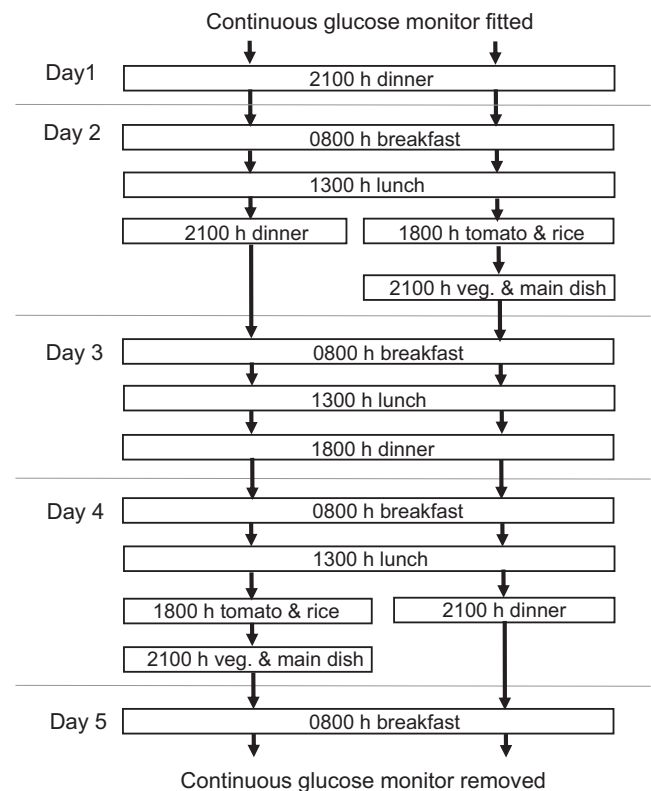 Continuous glucose monitor fitted
Day1
2100 h dinner
Day 2
0800 h breakfast
1300 h lunch
2100 h dinner
1800 h tomato & rice
2100 h veg. & main dish
Day 3
0800 h breakfast
1300 h lunch
1800 h dinner
Day 4
0800 h breakfast
1300 h lunch
1800 h tomato & rice
2100 h dinner
2100 h veg. & main dish
Day 5
0800 h breakfast
Continuous glucose monitor removed